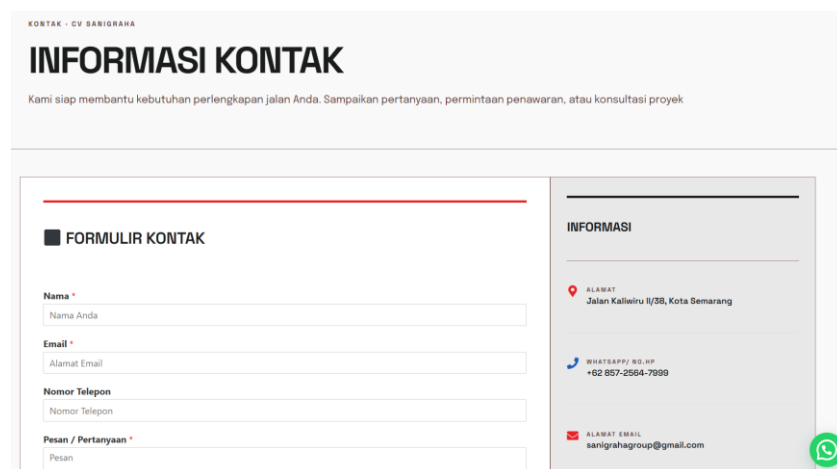 KONTAK · CV SANIGRAHA
INFORMASI KONTAK
Kami siap membantu kebutuhan perlengkapan jalan Anda. Sampaikan pertanyaan, permintaan penawaran, atau konsultasi proyek
FORMULIR KONTAK
Nama *
Nama Anda
Email *
Alamat Email
Nomor Telepon
Nomor Telepon
Pesan / Pertanyaan *
Pesan
INFORMASI
ALAMAT
Jalan Kaliwiru II/38, Kota Semarang
WHATSAPP/ NO.HP
+62 857-2564-7999
ALAMAT EMAIL
sanigrahagroup@gmail.com